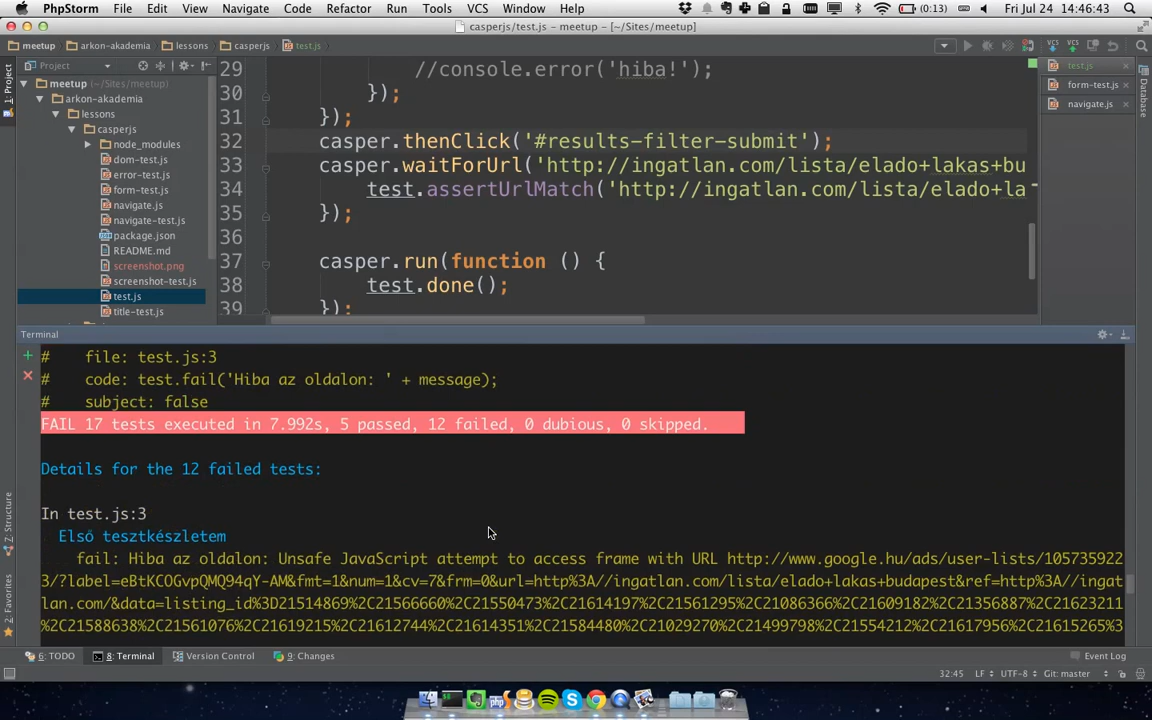 PhpStorm File Edit View Navigate Code Refactor Run Tools VCS Window Help (0:13) Fri Jul 24 14:46:43
casperjs/test.js - meetup - [~/Sites/meetup]
meetup arkon-akademia lessons casperjs test.js
1: Project
Project
meetup (~/Sites/meetup)
arkon-akademia
lessons
casperjs
node_modules
dom-test.js
error-test.js
form-test.js
navigate.js
navigate-test.js
package.json
README.md
screenshot.png
screenshot-test.js
test.js
title-test.js
29 //console.error('hiba!');
30 });
31 });
32 casper.thenClick('#results-filter-submit');
33 casper.waitForUrl('http://ingatlan.com/lista/elado+lakas+bu
34 test.assertUrlMatch('http://ingatlan.com/lista/elado+la
35 });
36
37 casper.run(function () {
38 test.done();
39 });
test.js
form-test.js
navigate.js
Database
Terminal
# file: test.js:3
# code: test.fail('Hiba az oldalon: ' + message);
# subject: false
FAIL 17 tests executed in 7.992s, 5 passed, 12 failed, 0 dubious, 0 skipped.
Details for the 12 failed tests:
In test.js:3
Első tesztkészletem
fail: Hiba az oldalon: Unsafe JavaScript attempt to access frame with URL http://www.google.hu/ads/user-lists/105735922
3/?label=eBtKCOGvpQMQ94qY-AM&fmt=1&num=1&cv=7&frm=0&url=http%3A//ingatlan.com/lista/elado+lakas+budapest&ref=http%3A//ingat
lan.com/&data=listing_id%3D21514869%2C21566660%2C21550473%2C21614197%2C21561295%2C21086366%2C21609182%2C21356887%2C21623211
%2C21588638%2C21561076%2C21619215%2C21612744%2C21614351%2C21584480%2C21029270%2C21499798%2C21554212%2C21617956%2C21615265%3
7: Structure
2: Favorites
6: TODO 8: Terminal Version Control 9: Changes Event Log
32:45 LF UTF-8 Git: master